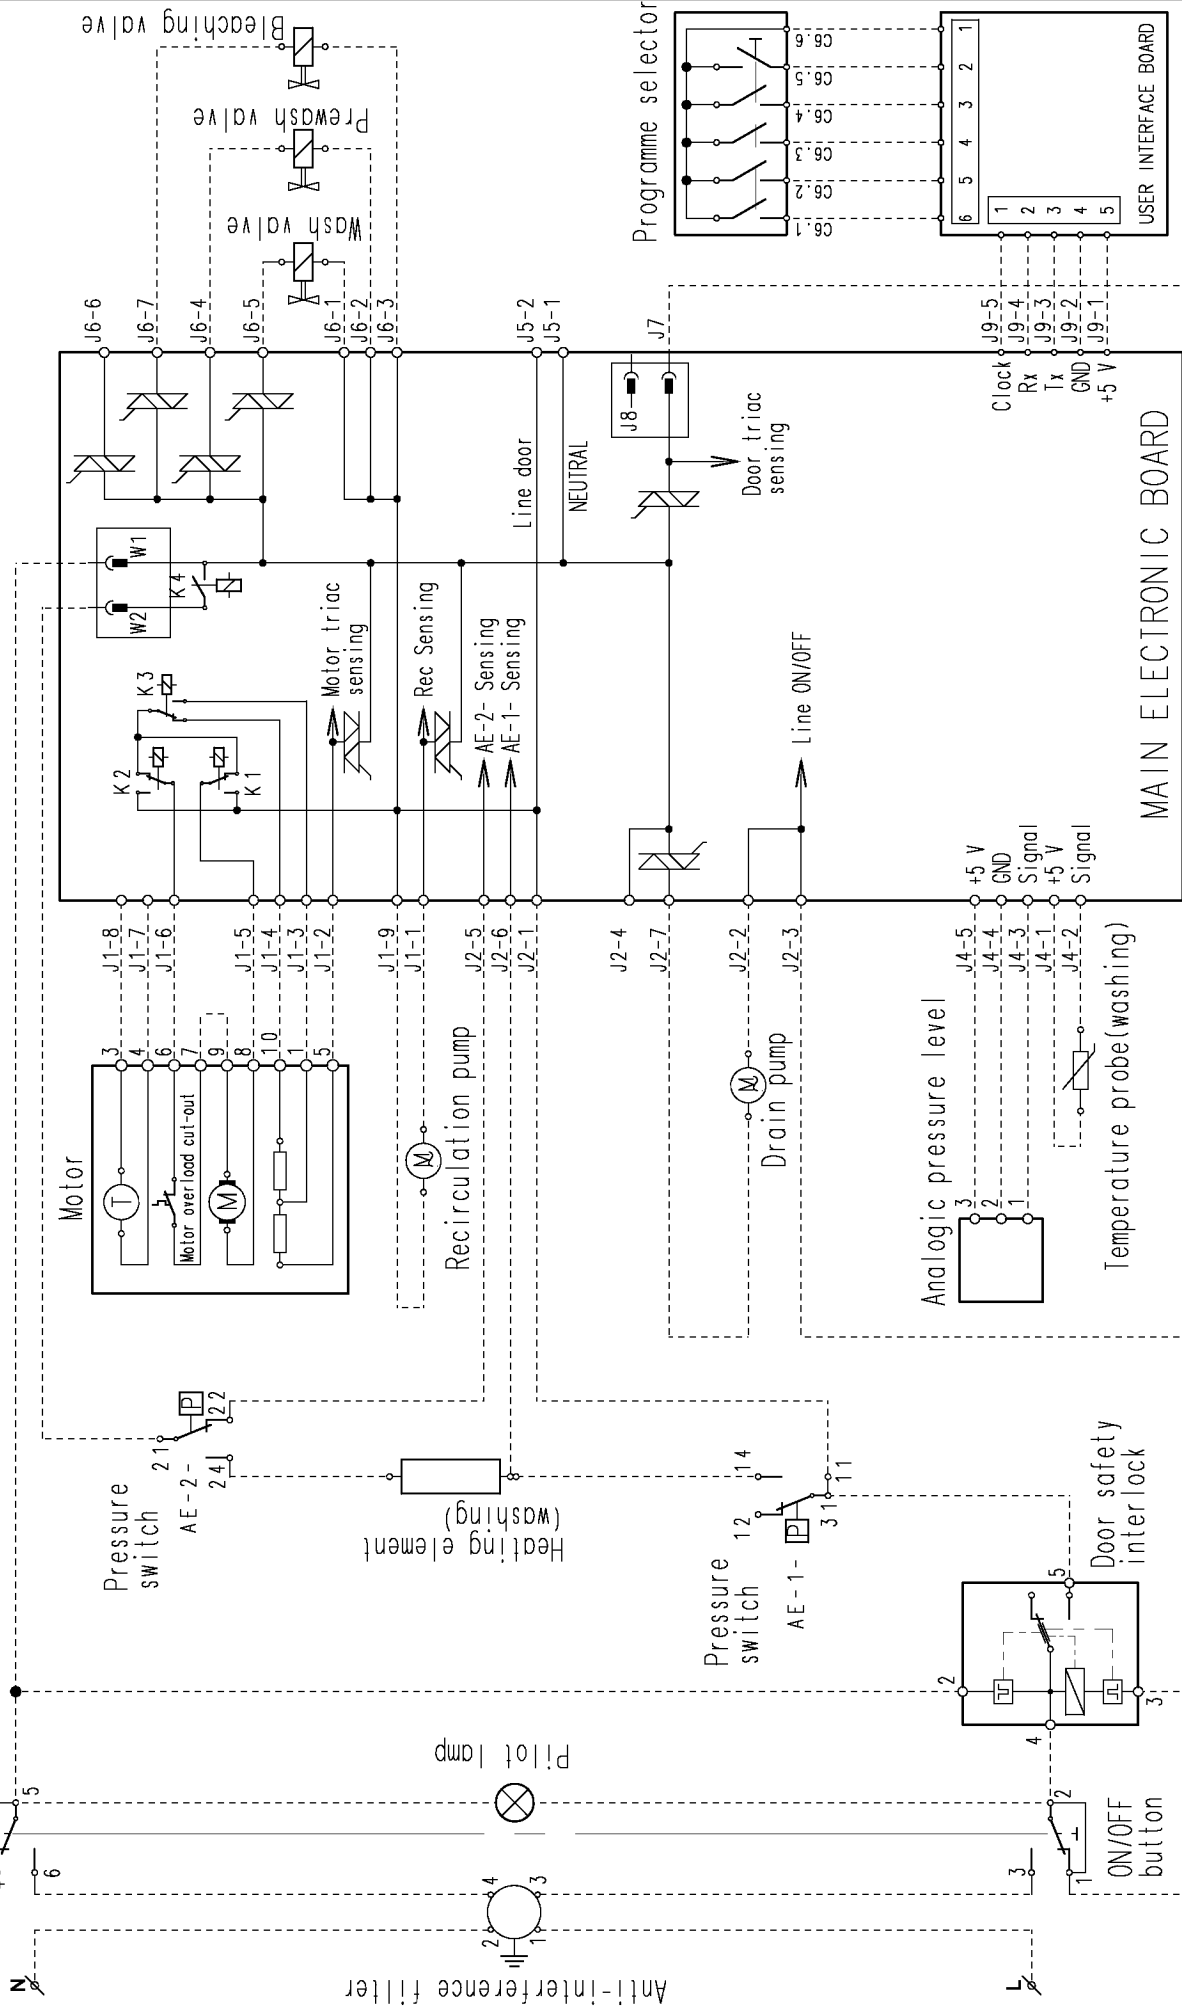 Bleaching valve
Prewash valve
Wash valve
Programme selector
C6.6
C6.5
C6.4
C6.3
C6.2
C6.1
1
2
3
4
5
6
1
2
3
4
5
USER INTERFACE BOARD
J6-6
J6-7
J6-4
J6-5
J6-1
J6-2
J6-3
J5-2
J5-1
J7
J9-5
J9-4
J9-3
J9-2
J9-1
Clock
Rx
Tx
GND
+5 V
J8
Line door
NEUTRAL
Door triac
sensing
W1
W2
K4
K3
K2
K1
Motor triac
sensing
Rec Sensing
AE-2- Sensing
AE-1- Sensing
Line ON/OFF
MAIN ELECTRONIC BOARD
+5 V
GND
Signal
+5 V
Signal
J1-8
J1-7
J1-6
J1-5
J1-4
J1-3
J1-2
J1-9
J1-1
J2-5
J2-6
J2-1
J2-4
J2-7
J2-2
J2-3
J4-5
J4-4
J4-3
J4-1
J4-2
Motor
3
4
6
7
9
8
10
1
5
T
Motor overload cut-out
M
M
Recirculation pump
M
Drain pump
Analogic pressure level
3
2
1
Temperature probe(washing)
Pressure
switch
AE-2-
P
21
22
24
Heating element
(washing)
Pressure
switch
AE-1-
P
14
12
11
31
Door safety
interlock
2
5
4
3
Pilot lamp
5
6
2
3
1
ON/OFF
button
4
3
2
1
Anti-interference filter
N
L